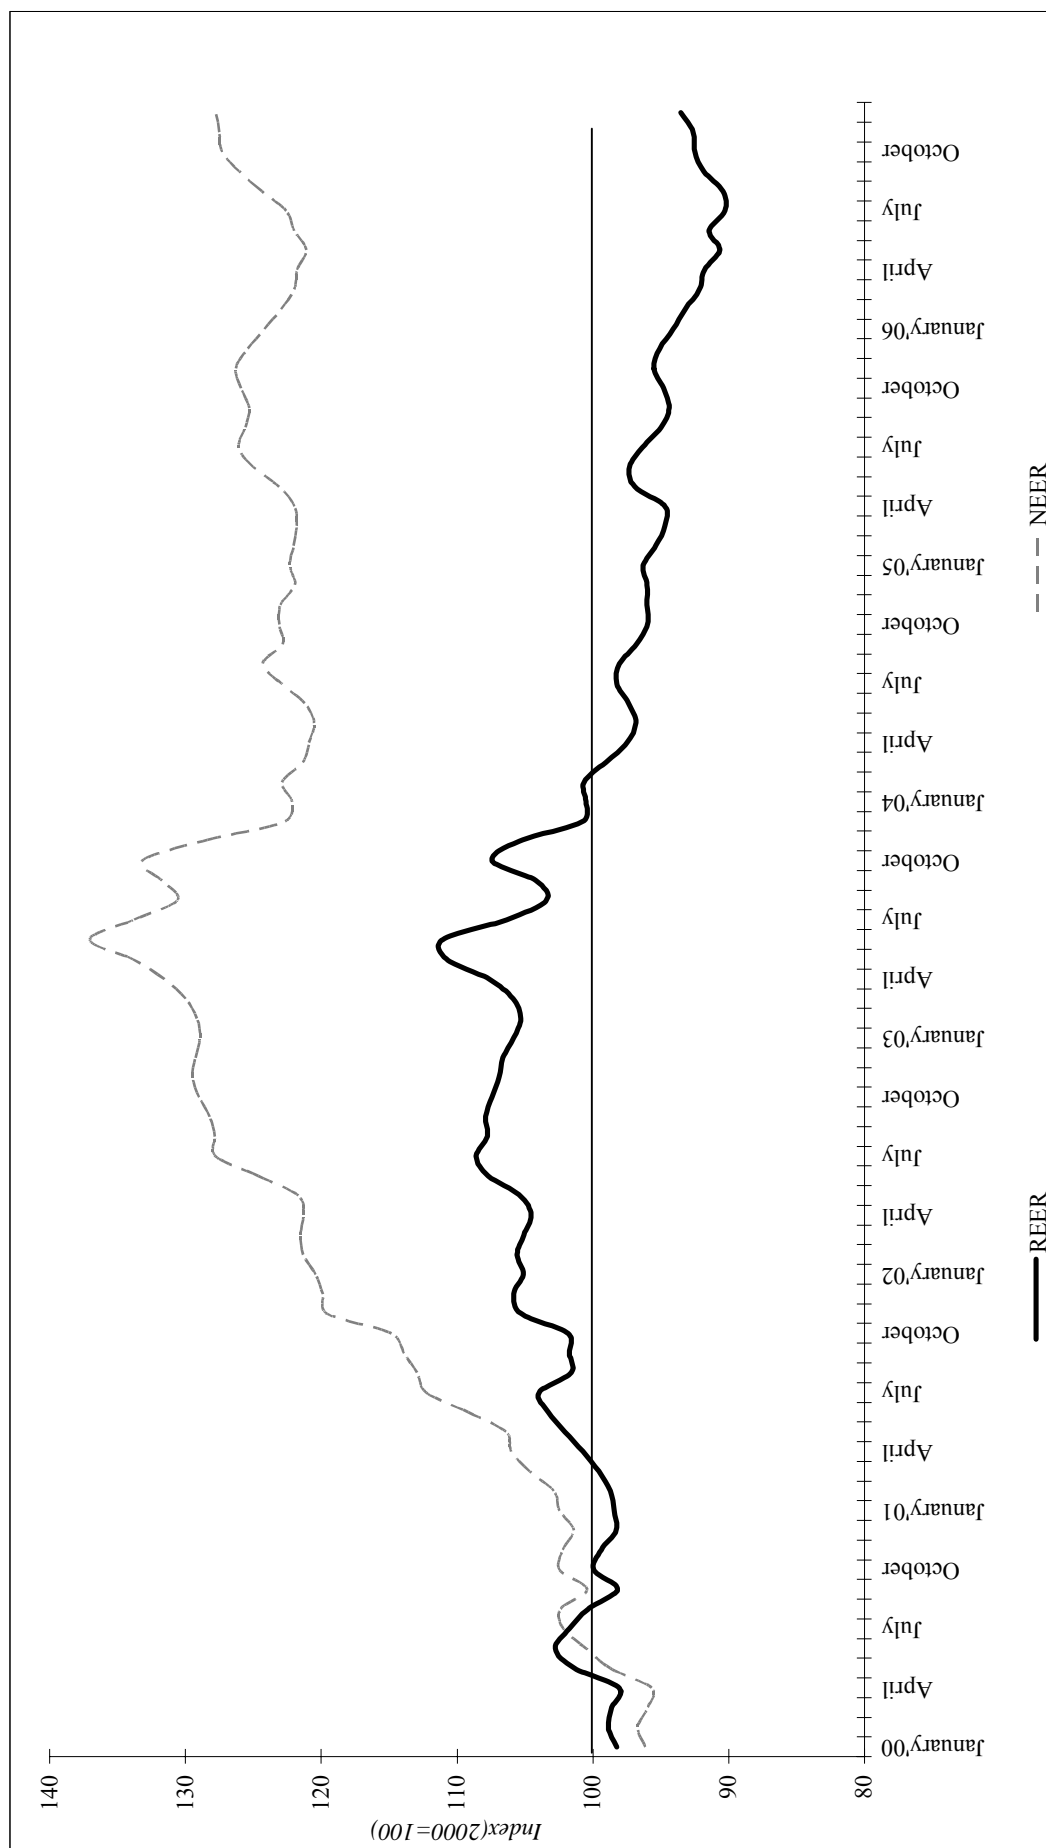 Index(2000=100)
140
130
120
110
100
90
80
January'00
April
July
October
January'01
April
July
October
January'02
April
July
October
January'03
April
July
October
January'04
April
July
October
January'05
April
July
October
January'06
April
July
October
REER
NEER